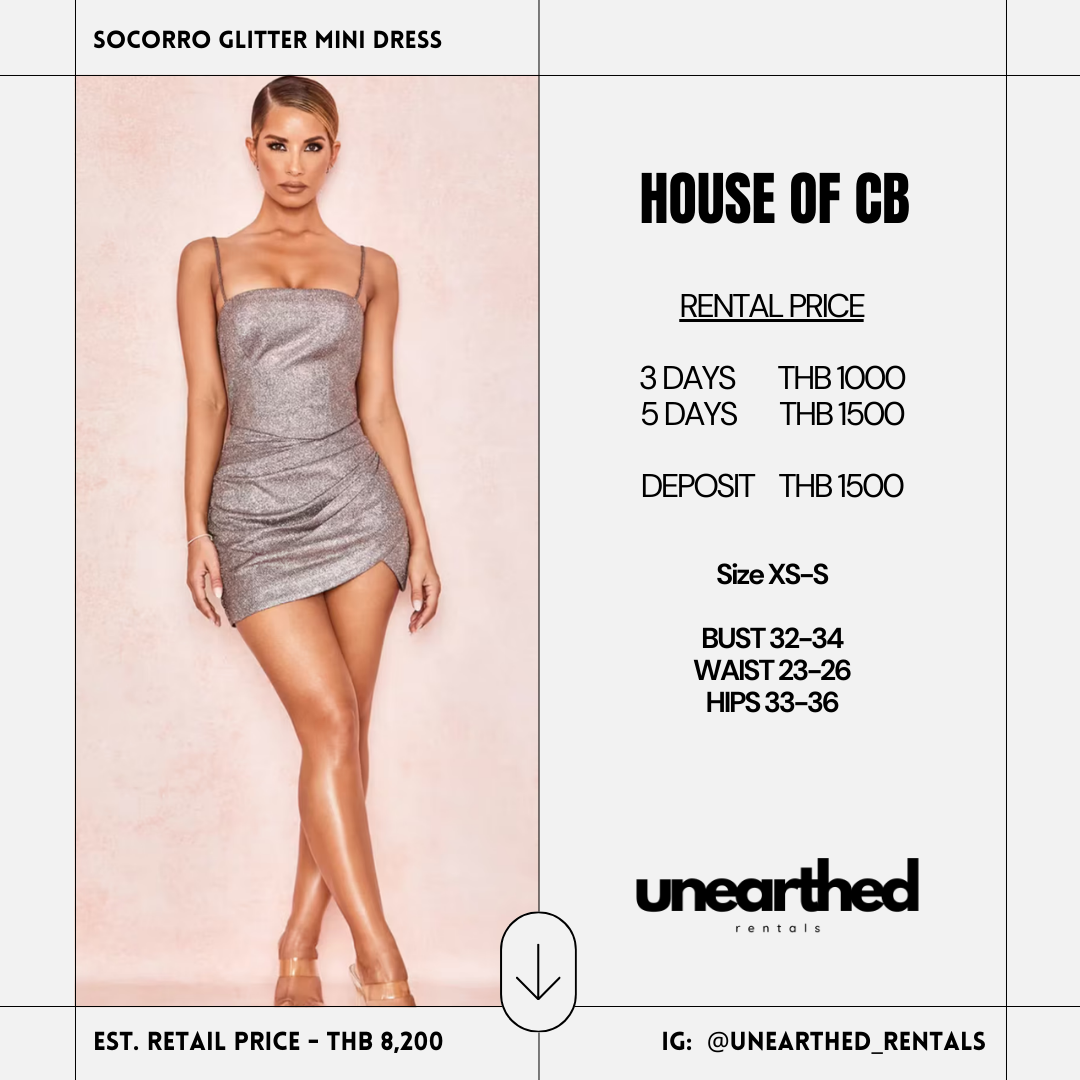 SOCORRO GLITTER MINI DRESS
HOUSE OF CB
RENTAL PRICE
3 DAYS THB 1000
5 DAYS THB 1500
DEPOSIT THB 1500
Size XS-S
BUST 32-34
WAIST 23-26
HIPS 33-36
unearthed
rentals
EST. RETAIL PRICE - THB 8,200
IG: @UNEARTHED_RENTALS